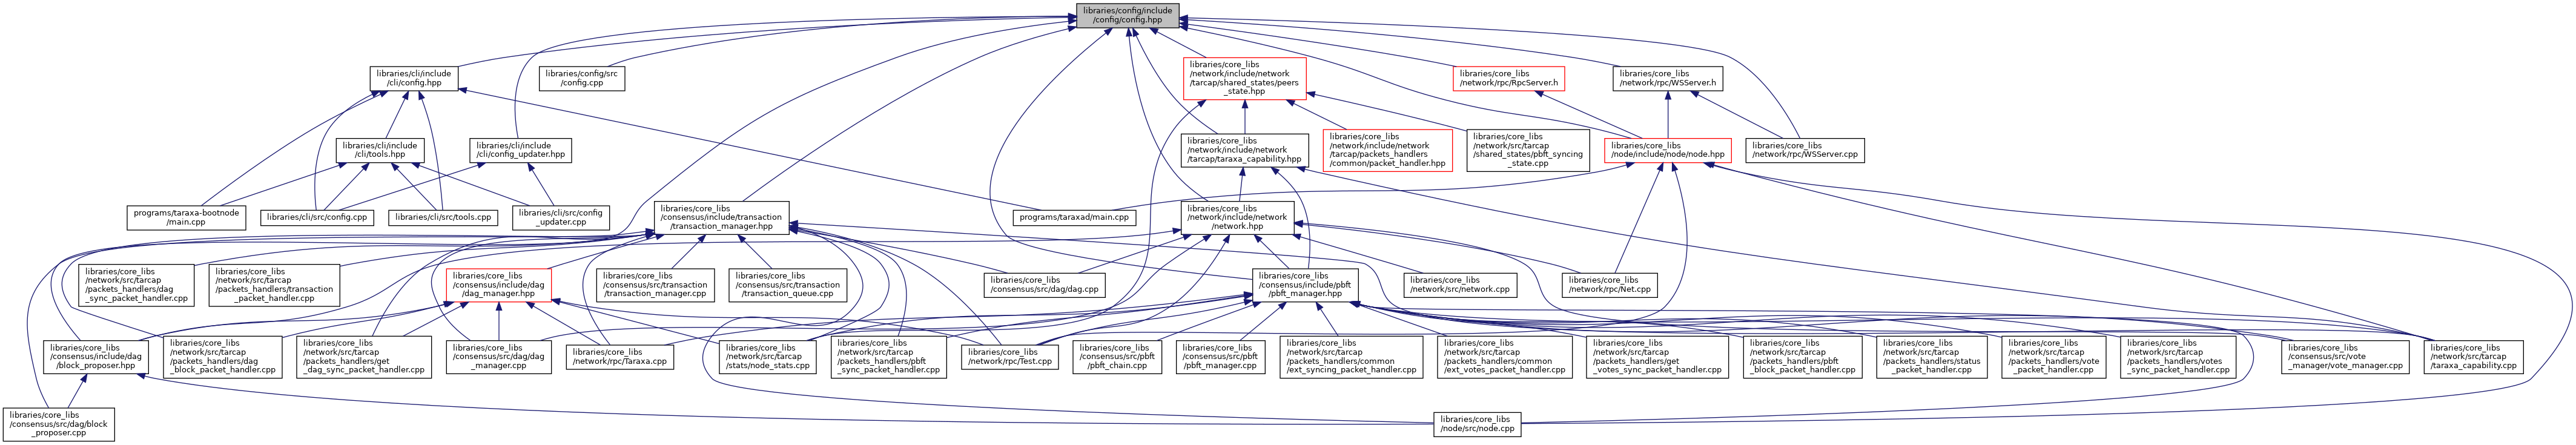 libraries/config/include
/config/config.hpp
libraries/cli/include
/cli/config.hpp
libraries/config/src
/config.cpp
libraries/core_libs
/network/include/network
/tarcap/shared_states/peers
_state.hpp
libraries/core_libs
/network/rpc/RpcServer.h
libraries/core_libs
/network/rpc/WSServer.h
libraries/cli/include
/cli/tools.hpp
libraries/cli/include
/cli/config_updater.hpp
libraries/core_libs
/network/include/network
/tarcap/taraxa_capability.hpp
libraries/core_libs
/network/include/network
/tarcap/packets_handlers
/common/packet_handler.hpp
libraries/core_libs
/network/src/tarcap
/shared_states/pbft_syncing
_state.cpp
libraries/core_libs
/node/include/node/node.hpp
libraries/core_libs
/network/rpc/WSServer.cpp
programs/taraxa-bootnode
/main.cpp
libraries/cli/src/config.cpp
libraries/cli/src/tools.cpp
libraries/cli/src/config
_updater.cpp
libraries/core_libs
/consensus/include/transaction
/transaction_manager.hpp
programs/taraxad/main.cpp
libraries/core_libs
/network/include/network
/network.hpp
libraries/core_libs
/network/src/tarcap
/packets_handlers/dag
_sync_packet_handler.cpp
libraries/core_libs
/network/src/tarcap
/packets_handlers/transaction
_packet_handler.cpp
libraries/core_libs
/consensus/include/dag
/dag_manager.hpp
libraries/core_libs
/consensus/src/transaction
/transaction_manager.cpp
libraries/core_libs
/consensus/src/transaction
/transaction_queue.cpp
libraries/core_libs
/consensus/src/dag/dag.cpp
libraries/core_libs
/consensus/include/pbft
/pbft_manager.hpp
libraries/core_libs
/network/src/network.cpp
libraries/core_libs
/network/rpc/Net.cpp
libraries/core_libs
/consensus/include/dag
/block_proposer.hpp
libraries/core_libs
/network/src/tarcap
/packets_handlers/dag
_block_packet_handler.cpp
libraries/core_libs
/network/src/tarcap
/packets_handlers/get
_dag_sync_packet_handler.cpp
libraries/core_libs
/consensus/src/dag/dag
_manager.cpp
libraries/core_libs
/network/rpc/Taraxa.cpp
libraries/core_libs
/network/src/tarcap
/stats/node_stats.cpp
libraries/core_libs
/network/src/tarcap
/packets_handlers/pbft
_sync_packet_handler.cpp
libraries/core_libs
/network/rpc/Test.cpp
libraries/core_libs
/consensus/src/pbft
/pbft_chain.cpp
libraries/core_libs
/consensus/src/pbft
/pbft_manager.cpp
libraries/core_libs
/network/src/tarcap
/packets_handlers/common
/ext_syncing_packet_handler.cpp
libraries/core_libs
/network/src/tarcap
/packets_handlers/common
/ext_votes_packet_handler.cpp
libraries/core_libs
/network/src/tarcap
/packets_handlers/get
_votes_sync_packet_handler.cpp
libraries/core_libs
/network/src/tarcap
/packets_handlers/pbft
_block_packet_handler.cpp
libraries/core_libs
/network/src/tarcap
/packets_handlers/status
_packet_handler.cpp
libraries/core_libs
/network/src/tarcap
/packets_handlers/vote
_packet_handler.cpp
libraries/core_libs
/network/src/tarcap
/packets_handlers/votes
_sync_packet_handler.cpp
libraries/core_libs
/consensus/src/vote
_manager/vote_manager.cpp
libraries/core_libs
/network/src/tarcap
/taraxa_capability.cpp
libraries/core_libs
/consensus/src/dag/block
_proposer.cpp
libraries/core_libs
/node/src/node.cpp